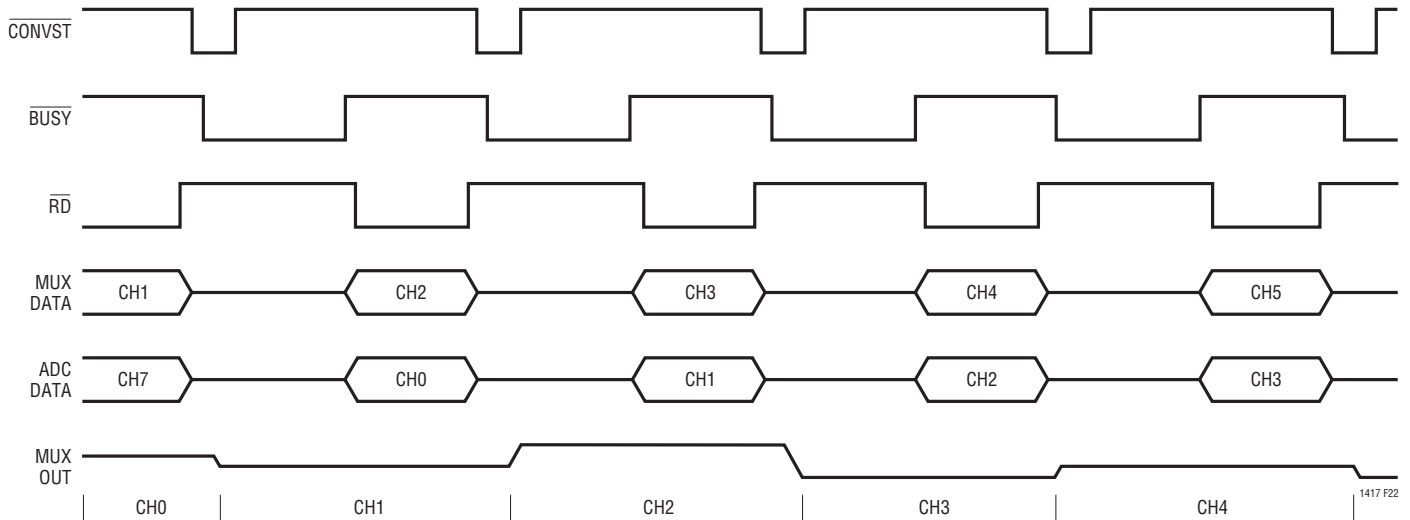 CONVST
BUSY
RD
MUX
DATA
CH1
CH2
CH3
CH4
CH5
ADC
DATA
CH7
CH0
CH1
CH2
CH3
MUX
OUT
CH0
CH1
CH2
CH3
CH4
1417 F22